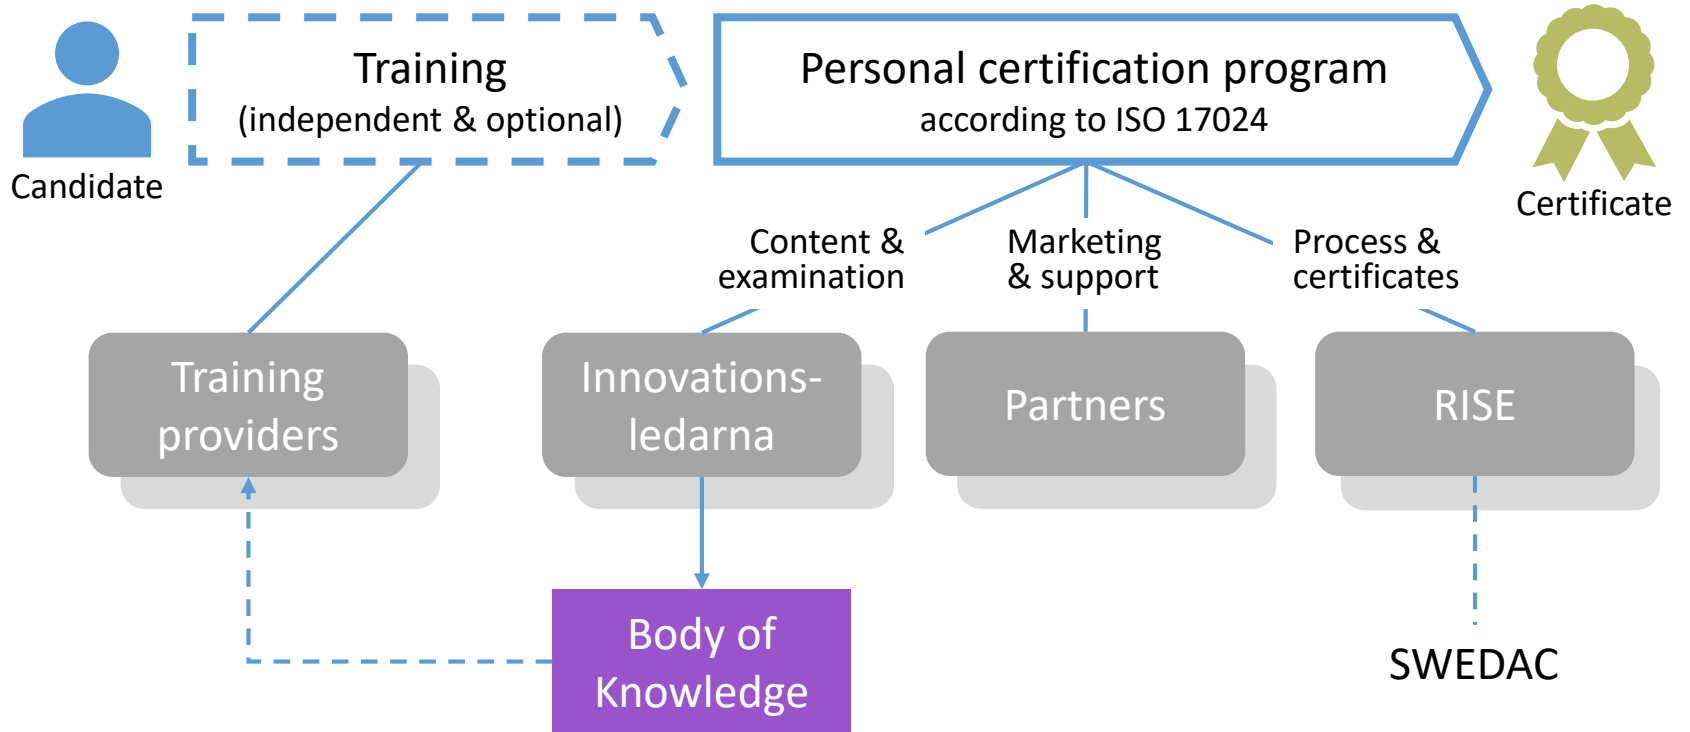 Candidate
Training
(independent & optional)
Personal certification program
according to ISO 17024
Certificate
Content &
examination
Marketing
& support
Process &
certificates
Training
providers
Innovations-
ledarna
Partners
RISE
Body of
Knowledge
SWEDAC